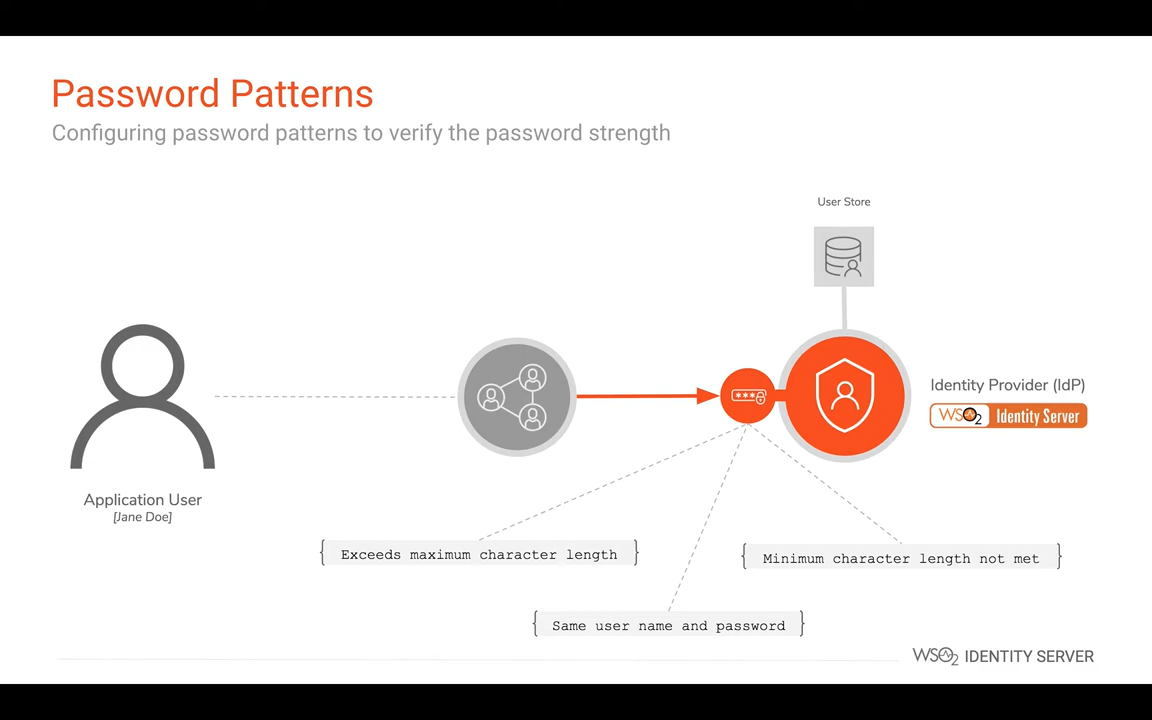 Password Patterns
Configuring password patterns to verify the password strength
User Store
***
Identity Provider (IdP)
WSO2 Identity Server
Application User
[Jane Doe]
{ Exceeds maximum character length }
{ Minimum character length not met }
{ Same user name and password }
WSO2 IDENTITY SERVER